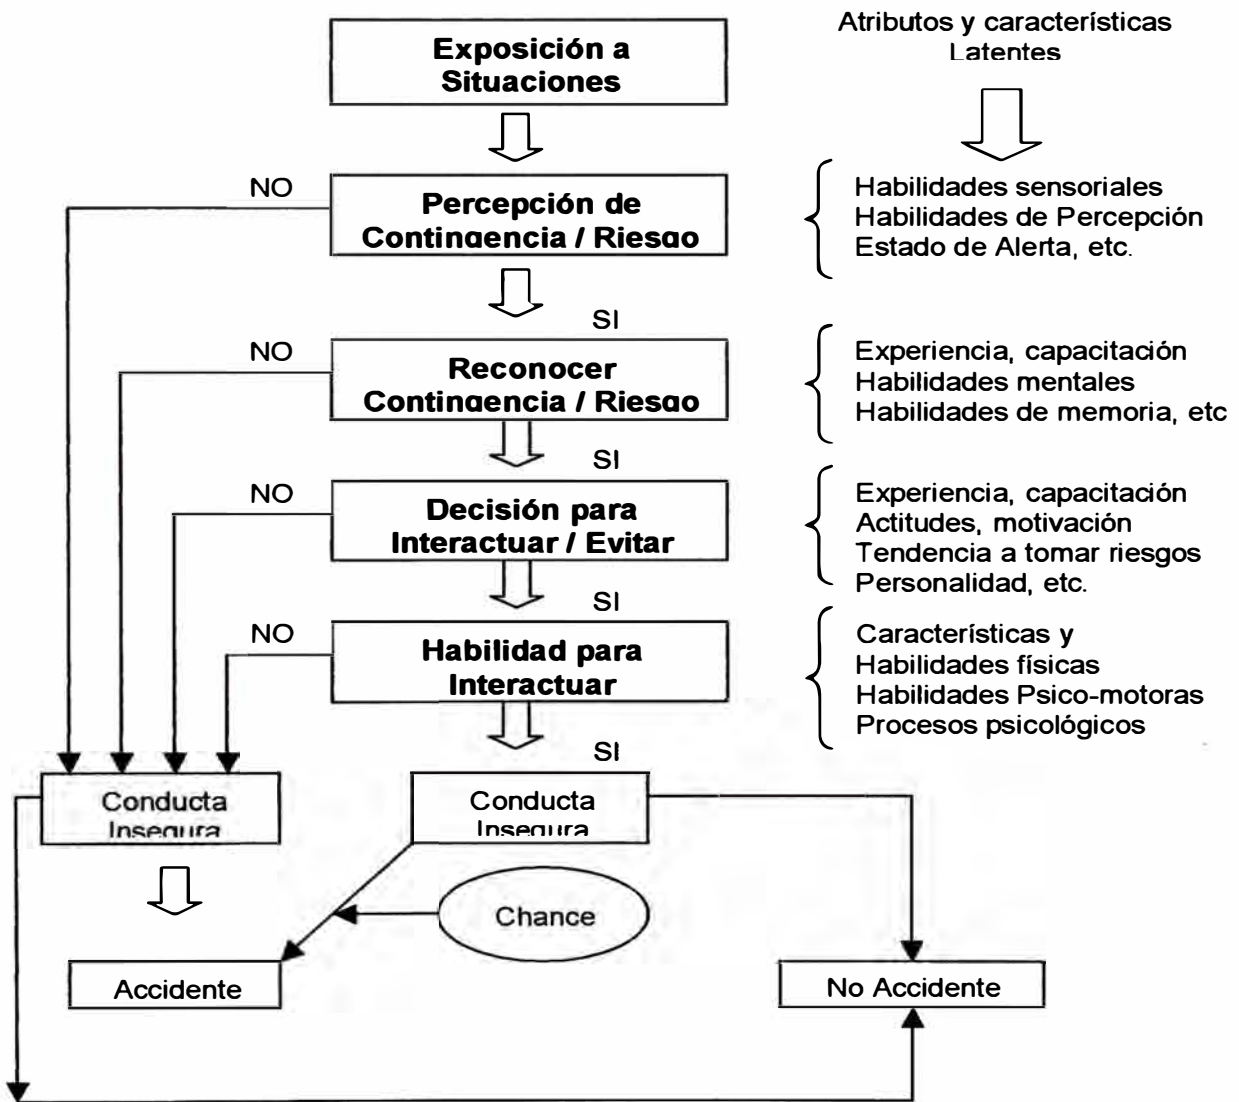 Exposición a
Situaciones
Atributos y características
Latentes
NO
Percepción de
Contingencia / Riesgo
Habilidades sensoriales
Habilidades de Percepción
Estado de Alerta, etc.
SI
NO
Reconocer
Contingencia / Riesgo
Experiencia, capacitación
Habilidades mentales
Habilidades de memoria, etc
SI
NO
Decisión para
Interactuar / Evitar
Experiencia, capacitación
Actitudes, motivación
Tendencia a tomar riesgos
Personalidad, etc.
SI
NO
Habilidad para
Interactuar
Características y
Habilidades físicas
Habilidades Psico-motoras
Procesos psicológicos
SI
Conducta
Insegura
Conducta
Insegura
Chance
Accidente
No Accidente